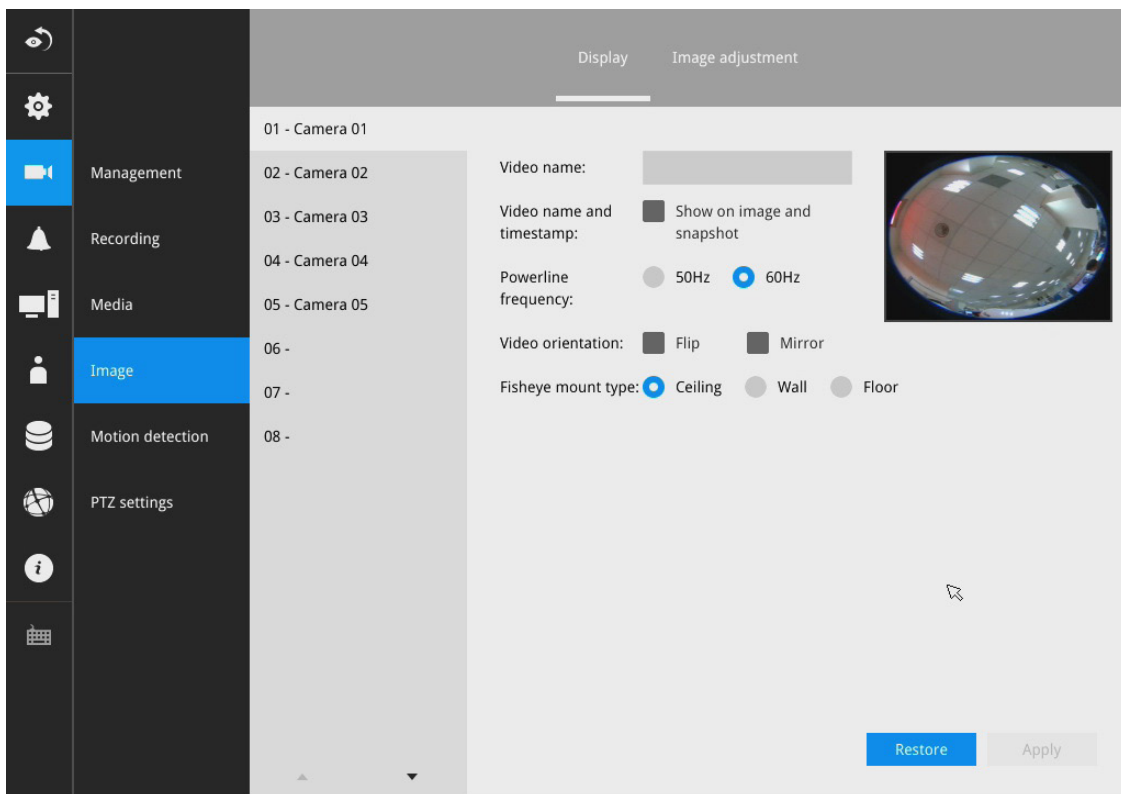 Display
Image adjustment
Management
Recording
Media
Image
Motion detection
PTZ settings
01 - Camera 01
02 - Camera 02
03 - Camera 03
04 - Camera 04
05 - Camera 05
06 -
07 -
08 -
Video name:
Video name and
timestamp:
Show on image and
snapshot
Powerline
frequency:
50Hz
60Hz
Video orientation:
Flip
Mirror
Fisheye mount type:
Ceiling
Wall
Floor
Restore
Apply